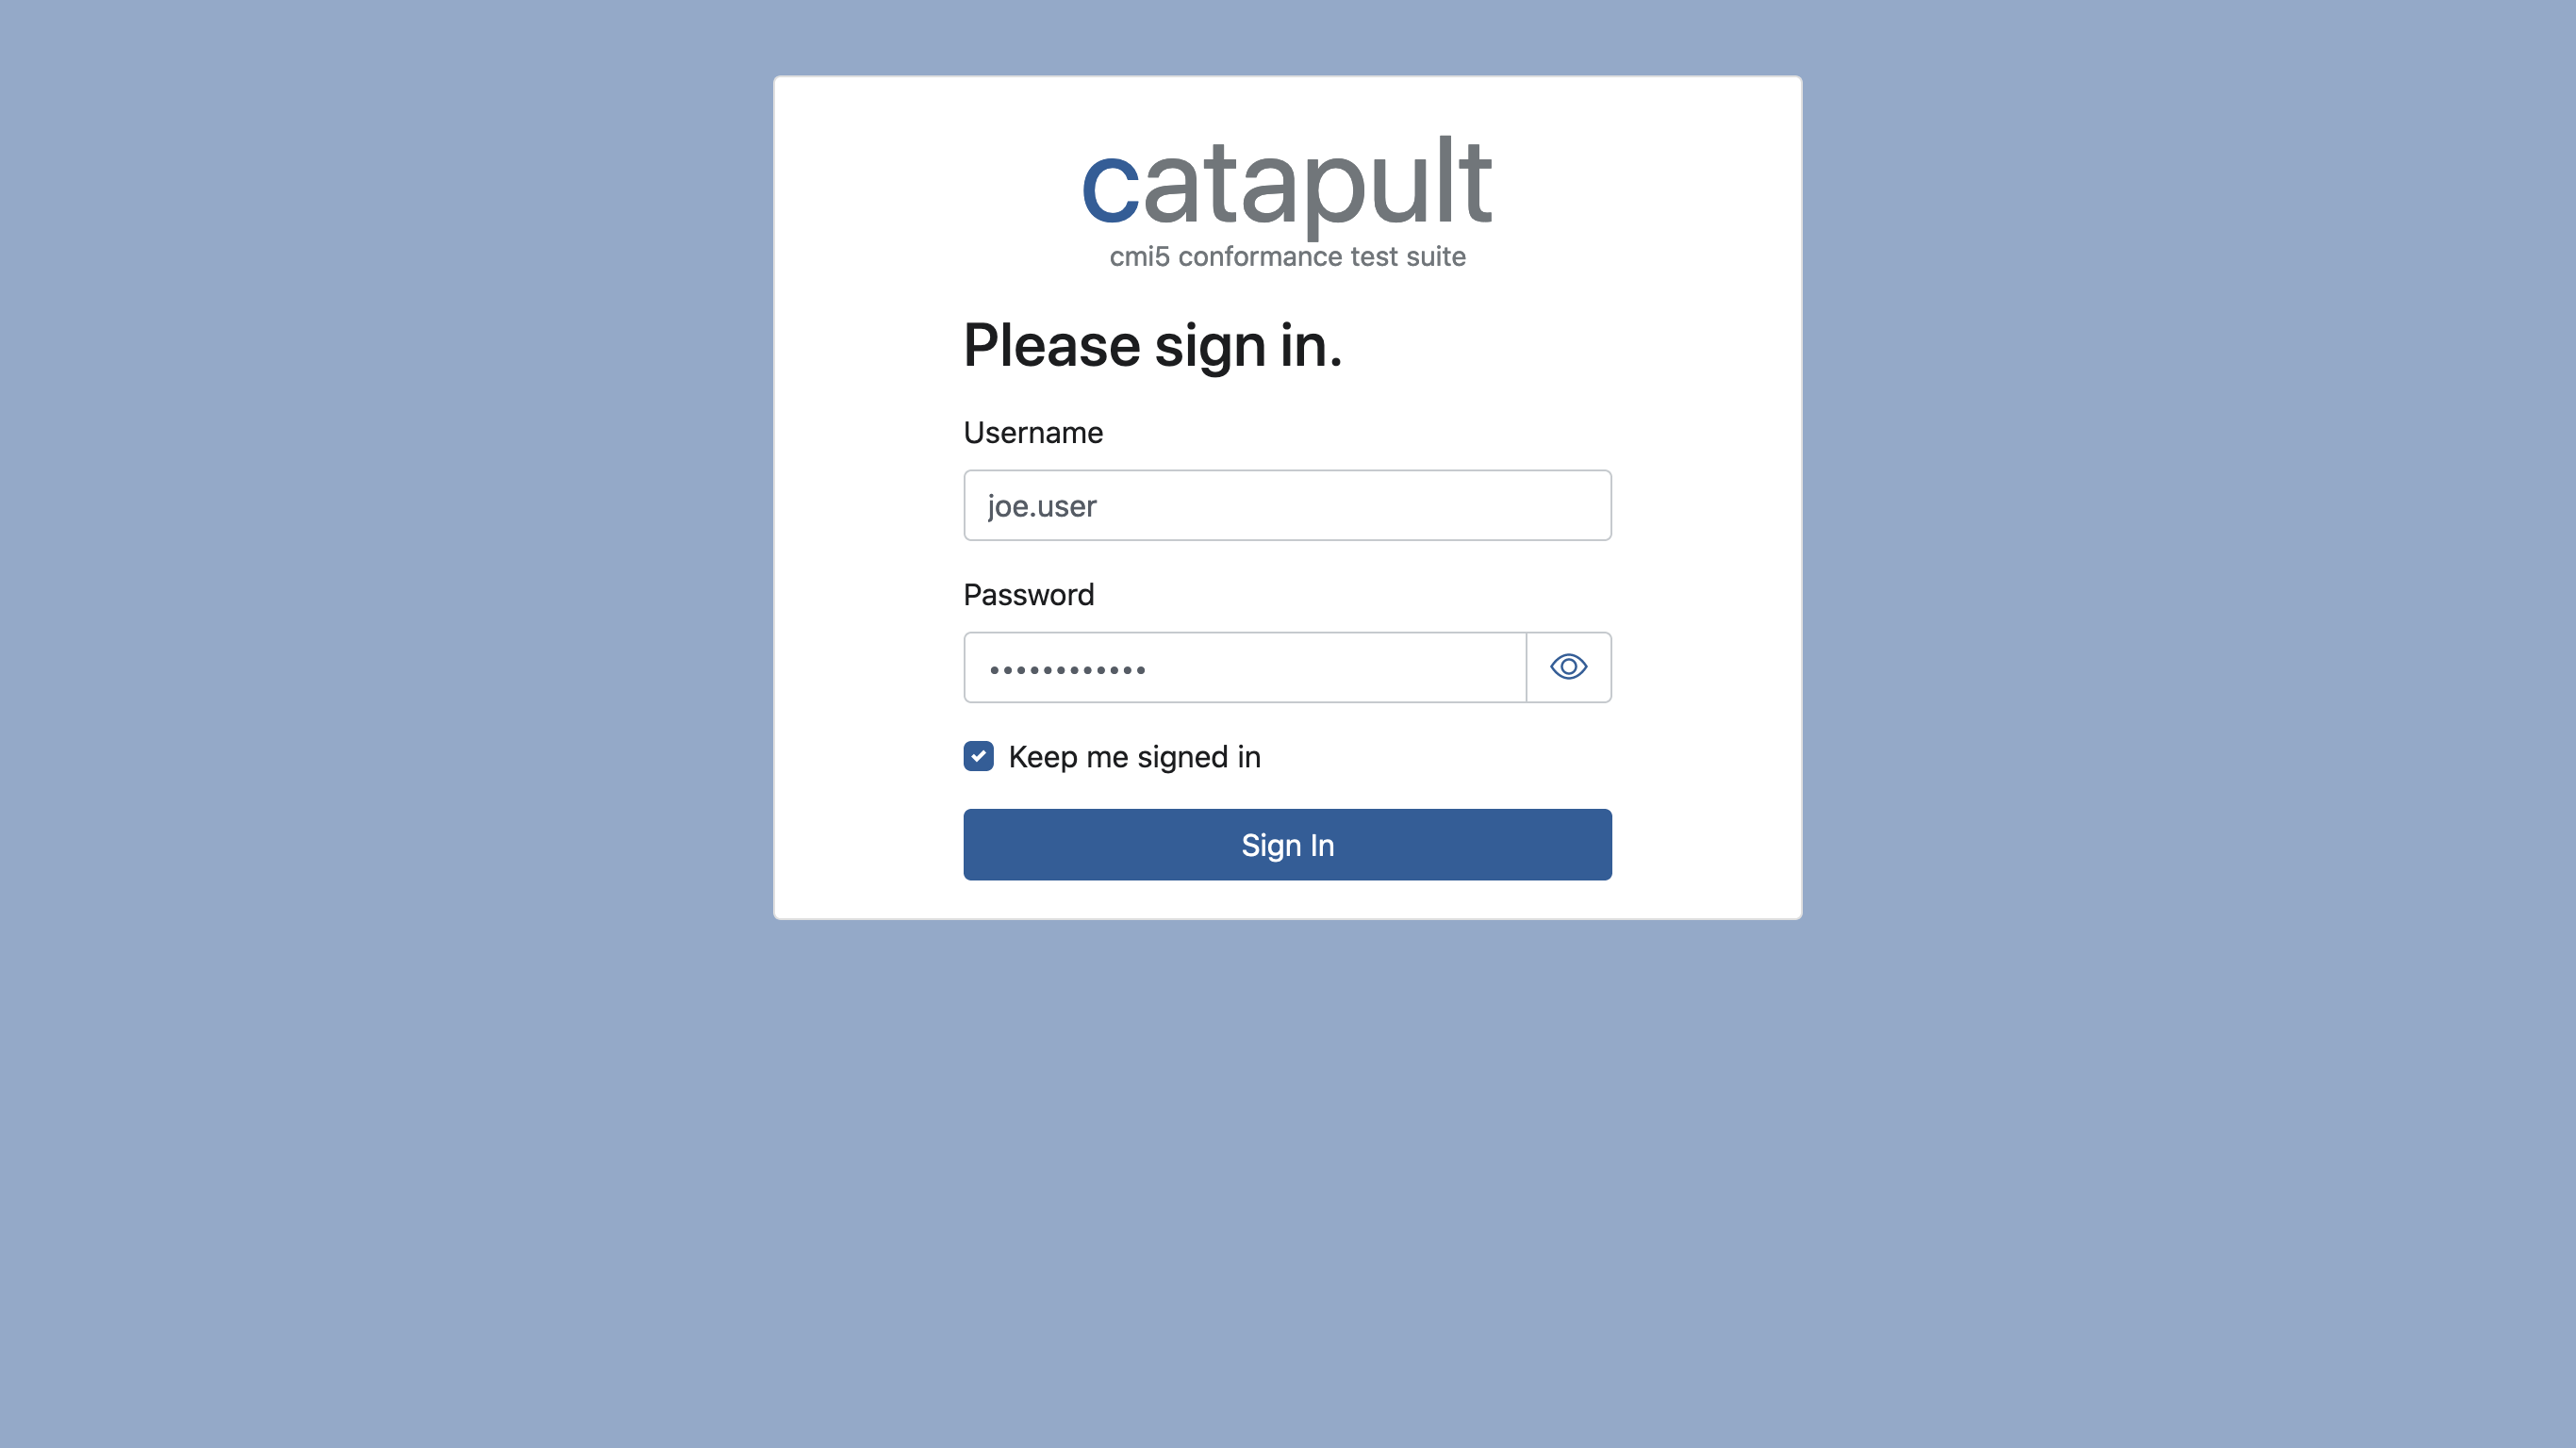 catapult
cmi5 conformance test suite
Please sign in.
Username
joe.user
Password
••••••••••••
Keep me signed in
Sign In